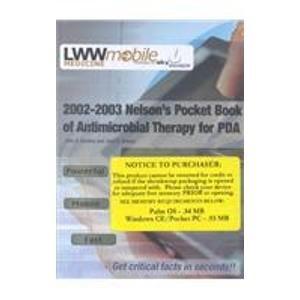 LWW mobile
MEDICINE
2002-2003 Nelson's Pocket Book
of Antimicrobial Therapy for PDA
Powerful
NOTICE TO PURCHASER:
This product cannot be returned for credit or
refund if the shrinkwrap packaging is opened
or tampered with. Please check your device
for adequate free memory PRIOR to opening.
SEE MEMORY REQUIREMENTS BELOW:
Palm OS - .34 MB
Windows CE/Pocket PC - .55 MB
Fast
Get critical facts in seconds!!